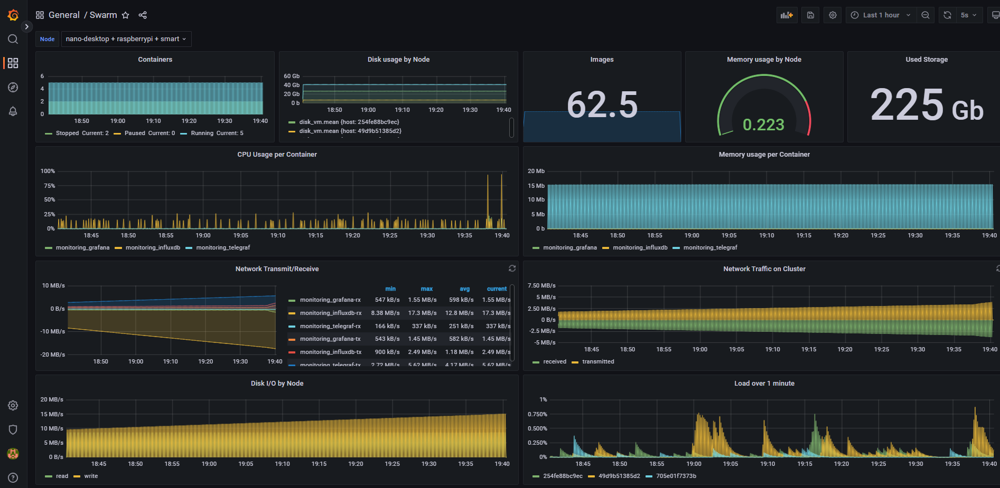 General / Swarm
Last 1 hour
5s
Node
nano-desktop + raspberrypi + smart
Containers
6
4
2
0
18:50 19:00 19:10 19:20 19:30 19:40
Stopped Current: 2 Paused Current: 0 Running Current: 5
Disk usage by Node
60 Gb
40 Gb
20 Gb
0 b
18:50 19:00 19:10 19:20 19:30 19:40
disk_vm.mean {host: 254fe88bc9ec}
disk_vm.mean {host: 49d9b51385d2}
Images
62.5
Memory usage by Node
0.223
Used Storage
225 Gb
CPU Usage per Container
100%
75%
50%
25%
0%
18:45 18:50 18:55 19:00 19:05 19:10 19:15 19:20 19:25 19:30 19:35 19:40
monitoring_grafana monitoring_influxdb monitoring_telegraf
Memory usage per Container
20 Mb
15 Mb
10 Mb
5 Mb
0 b
18:45 18:50 18:55 19:00 19:05 19:10 19:15 19:20 19:25 19:30 19:35 19:40
monitoring_grafana monitoring_influxdb monitoring_telegraf
Network Transmit/Receive
10 MB/s
0 B/s
-10 MB/s
-20 MB/s
18:50 19:00 19:10 19:20 19:30 19:40
min max avg current
monitoring_grafana-rx 547 kB/s 1.55 MB/s 598 kB/s 1.55 MB/s
monitoring_influxdb-rx 8.38 MB/s 17.3 MB/s 12.8 MB/s 17.3 MB/s
monitoring_telegraf-rx 166 kB/s 337 kB/s 251 kB/s 337 kB/s
monitoring_grafana-tx 543 kB/s 1.45 MB/s 582 kB/s 1.45 MB/s
monitoring_influxdb-tx 900 kB/s 2.49 MB/s 1.18 MB/s 2.49 MB/s
monitoring_telegraf-tx 2.72 MB/s 5.62 MB/s 4.17 MB/s 5.62 MB/s
Network Traffic on Cluster
7.50 MB/s
5 MB/s
2.50 MB/s
0 B/s
-2.5 MB/s
-5 MB/s
18:45 18:50 18:55 19:00 19:05 19:10 19:15 19:20 19:25 19:30 19:35 19:40
received transmitted
Disk I/O by Node
20 MB/s
15 MB/s
10 MB/s
5 MB/s
0 B/s
18:45 18:50 18:55 19:00 19:05 19:10 19:15 19:20 19:25 19:30 19:35 19:40
read write
Load over 1 minute
1%
0.750%
0.500%
0.250%
0%
18:45 18:50 18:55 19:00 19:05 19:10 19:15 19:20 19:25 19:30 19:35 19:40
254fe88bc9ec 49d9b51385d2 705e01f7373b